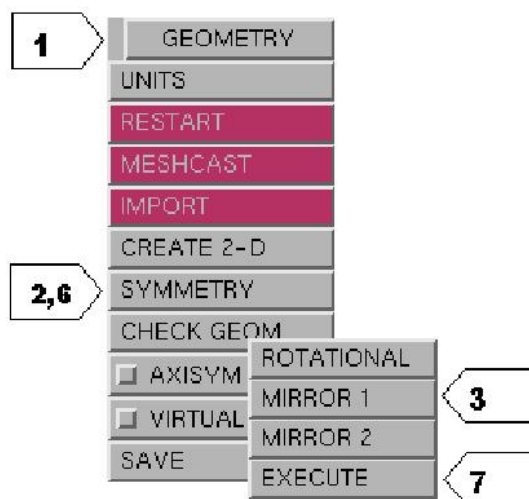 1
GEOMETRY
UNITS
RESTART
MESHCAST
IMPORT
CREATE 2-D
2,6
SYMMETRY
CHECK GEOM
AXISYM
VIRTUAL
SAVE
ROTATIONAL
MIRROR 1
3
MIRROR 2
EXECUTE
7